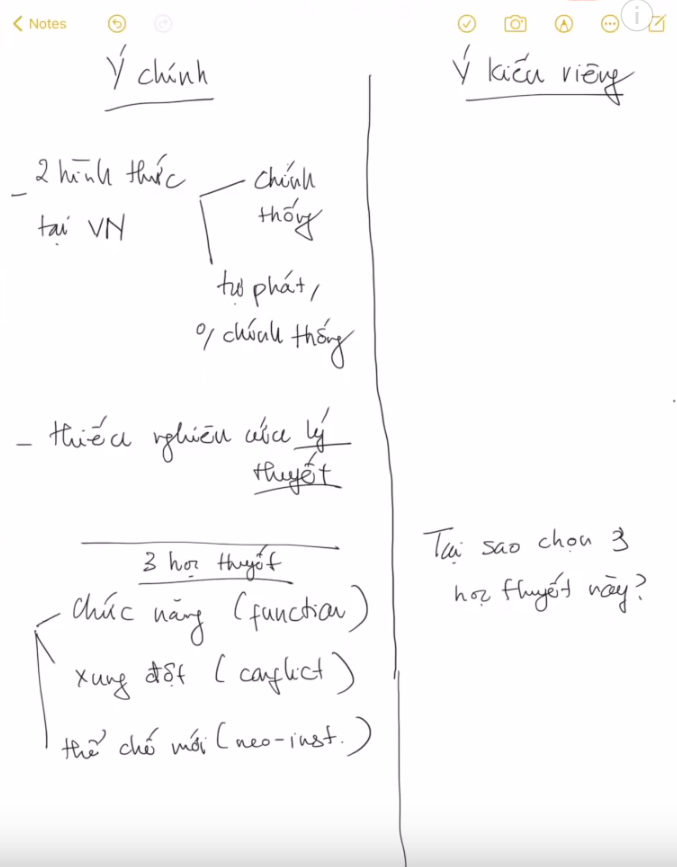 Notes
Ý chính
- 2 hình thức
tại VN
chính
thống
tự phát,
% chính thống
- thiếu nghiên cứu lý
thuyết
3 học thuyết
chức năng (function)
xung đột (conflict)
thể chế mới (neo-inst.)
Ý kiến riêng
Tại sao chọn 3
học thuyết này?